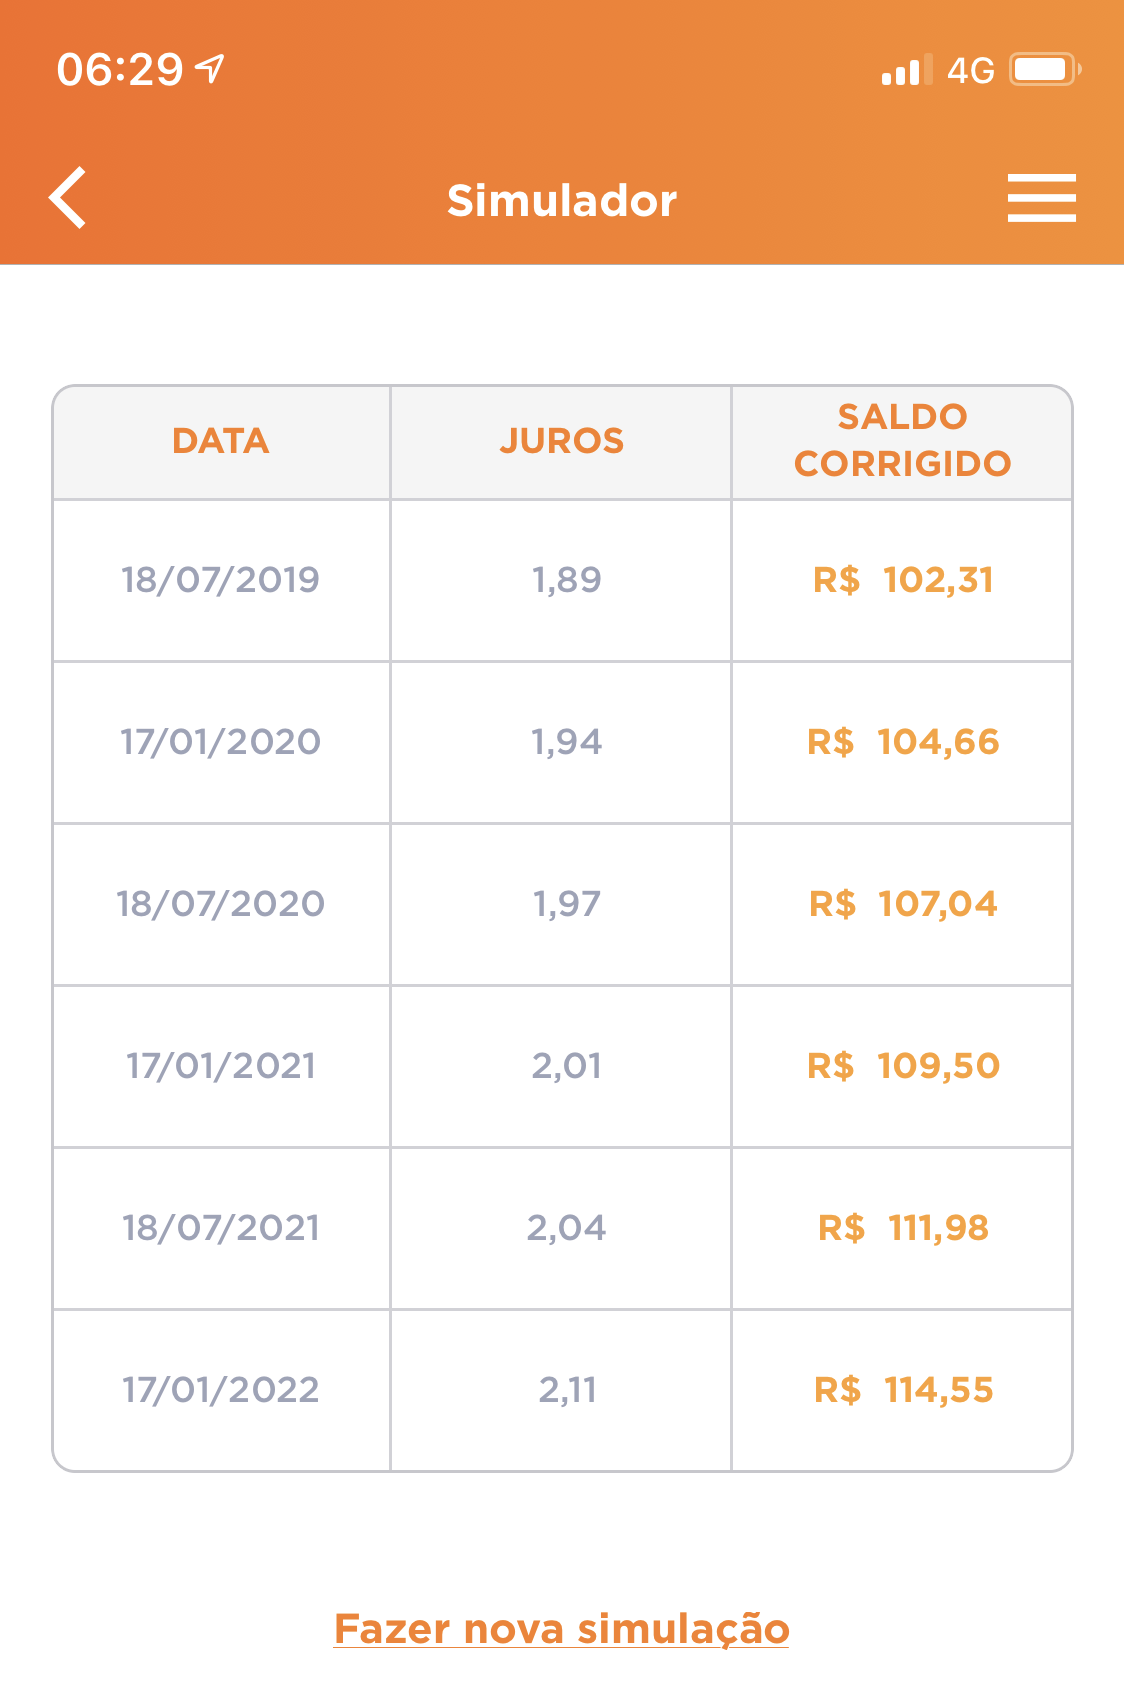 06:29
4G
Simulador
DATA
JUROS
SALDO
CORRIGIDO
18/07/2019
1,89
R$ 102,31
17/01/2020
1,94
R$ 104,66
18/07/2020
1,97
R$ 107,04
17/01/2021
2,01
R$ 109,50
18/07/2021
2,04
R$ 111,98
17/01/2022
2,11
R$ 114,55
Fazer nova simulação